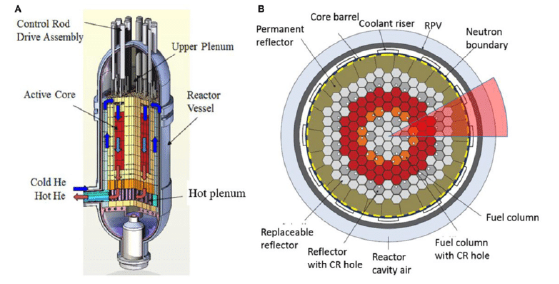 A
Control Rod
Drive Assembly
Upper Plenum
Active Core
Reactor
Vessel
Cold He
Hot He
Hot plenum
B
Core barrel
Coolant riser
Permanent
reflector
RPV
Neutron
boundary
Fuel column
Replaceable
reflector
Reflector
with CR hole
Reactor
cavity air
Fuel column
with CR hole